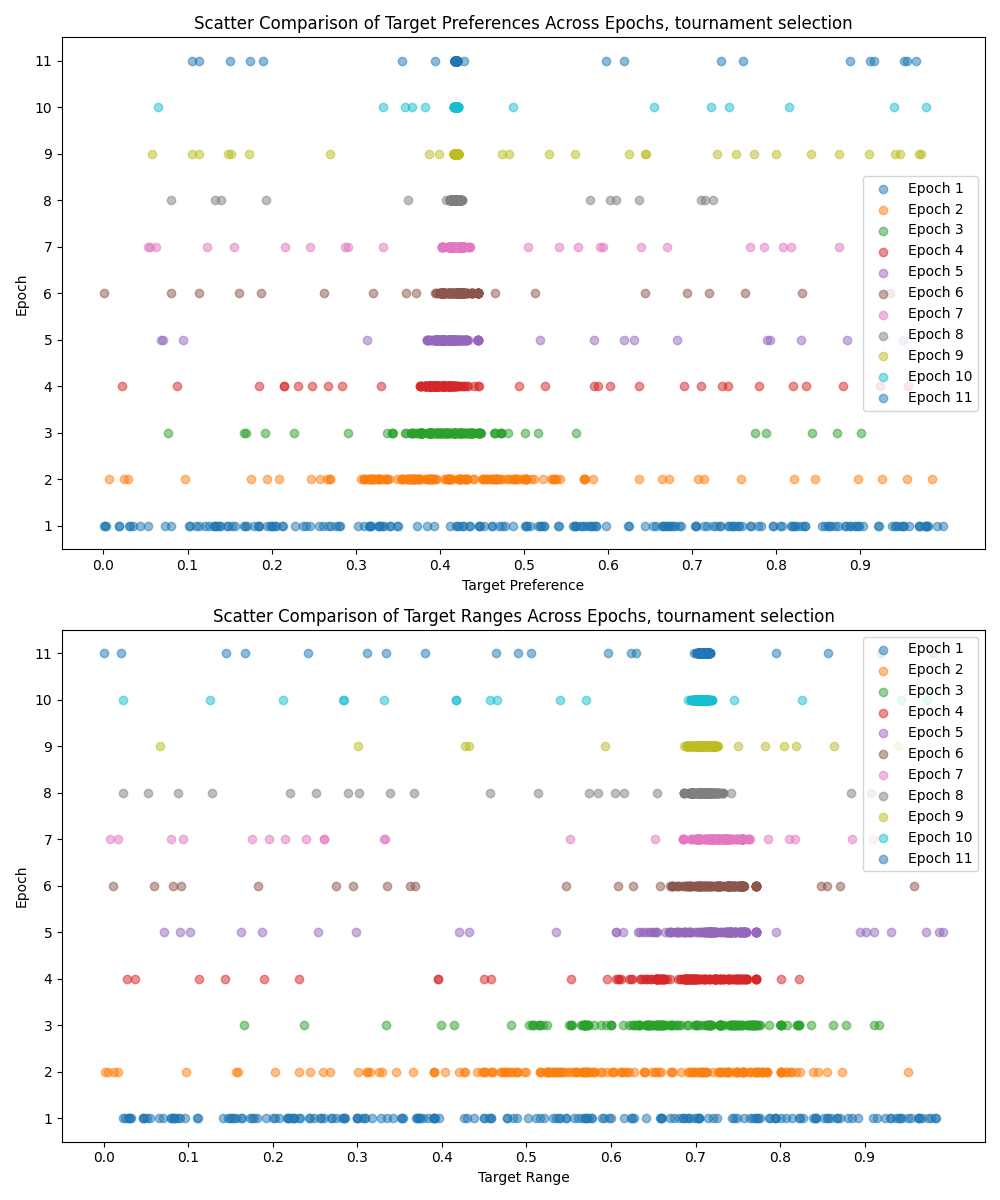 Scatter Comparison of Target Preferences Across Epochs, tournament selection
11
10
9
8
7
6
5
4
3
2
1
Epoch
Epoch 1
Epoch 2
Epoch 3
Epoch 4
Epoch 5
Epoch 6
Epoch 7
Epoch 8
Epoch 9
Epoch 10
Epoch 11
0.0 0.1 0.2 0.3 0.4 0.5 0.6 0.7 0.8 0.9
Target Preference
Scatter Comparison of Target Ranges Across Epochs, tournament selection
11
10
9
8
7
6
5
4
3
2
1
Epoch
Epoch 1
Epoch 2
Epoch 3
Epoch 4
Epoch 5
Epoch 6
Epoch 7
Epoch 8
Epoch 9
Epoch 10
Epoch 11
0.0 0.1 0.2 0.3 0.4 0.5 0.6 0.7 0.8 0.9
Target Range